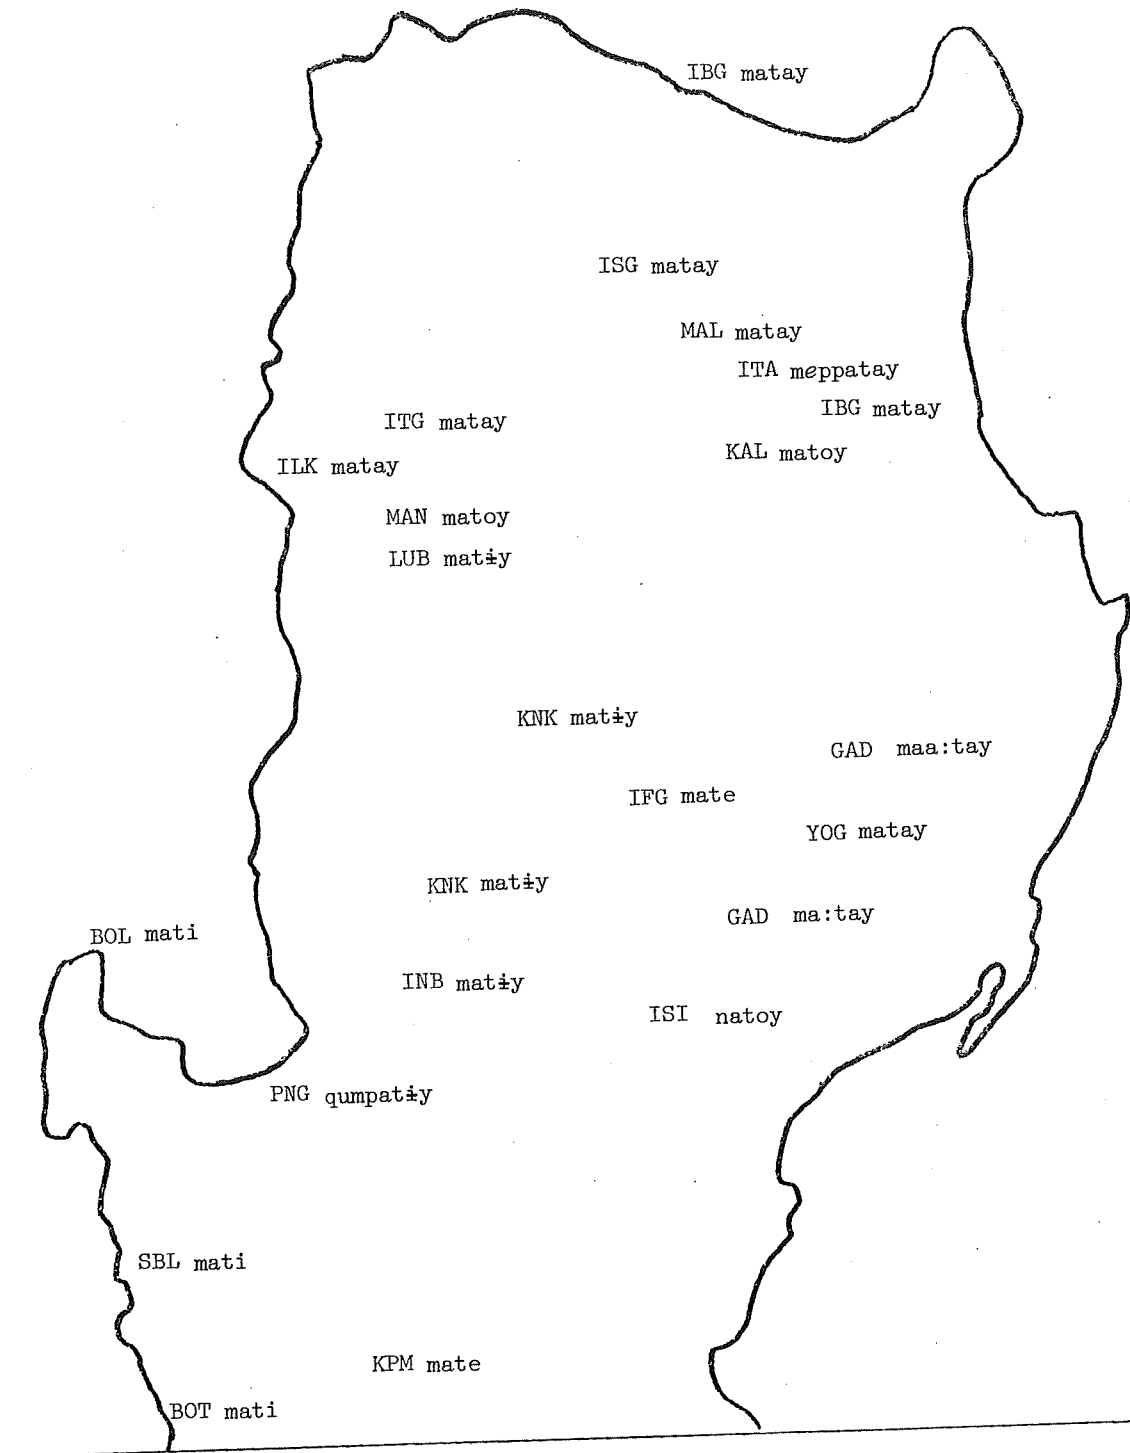 IBG matay
ISG matay
MAL matay
ITA meppatay
IBG matay
ITG matay
KAL matoy
ILK matay
MAN matoy
LUB matɨy
KNK matɨy
GAD maa:tay
IFG mate
YOG matay
KNK matɨy
GAD ma:tay
BOL mati
INB matɨy
ISI natoy
PNG qumpatɨy
SBL mati
KPM mate
BOT mati